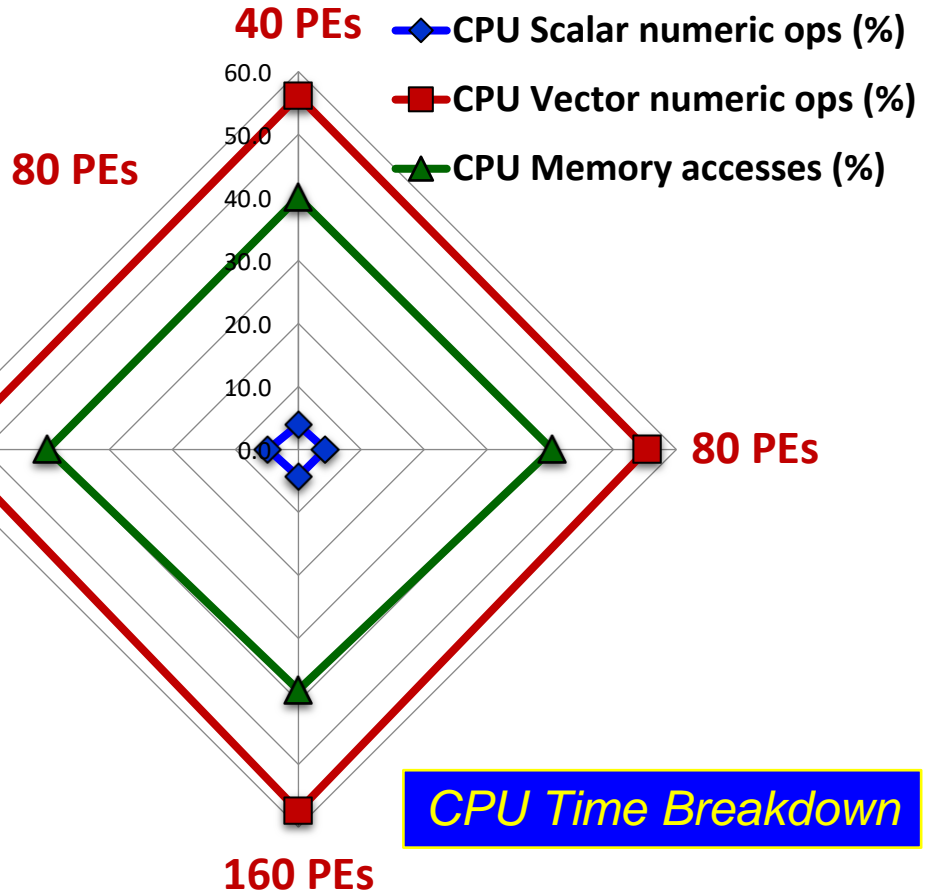 40 PEs
CPU Scalar numeric ops (%)
60.0
CPU Vector numeric ops (%)
50.0
80 PEs
CPU Memory accesses (%)
40.0
30.0
20.0
10.0
0.0
80 PEs
CPU Time Breakdown
160 PEs